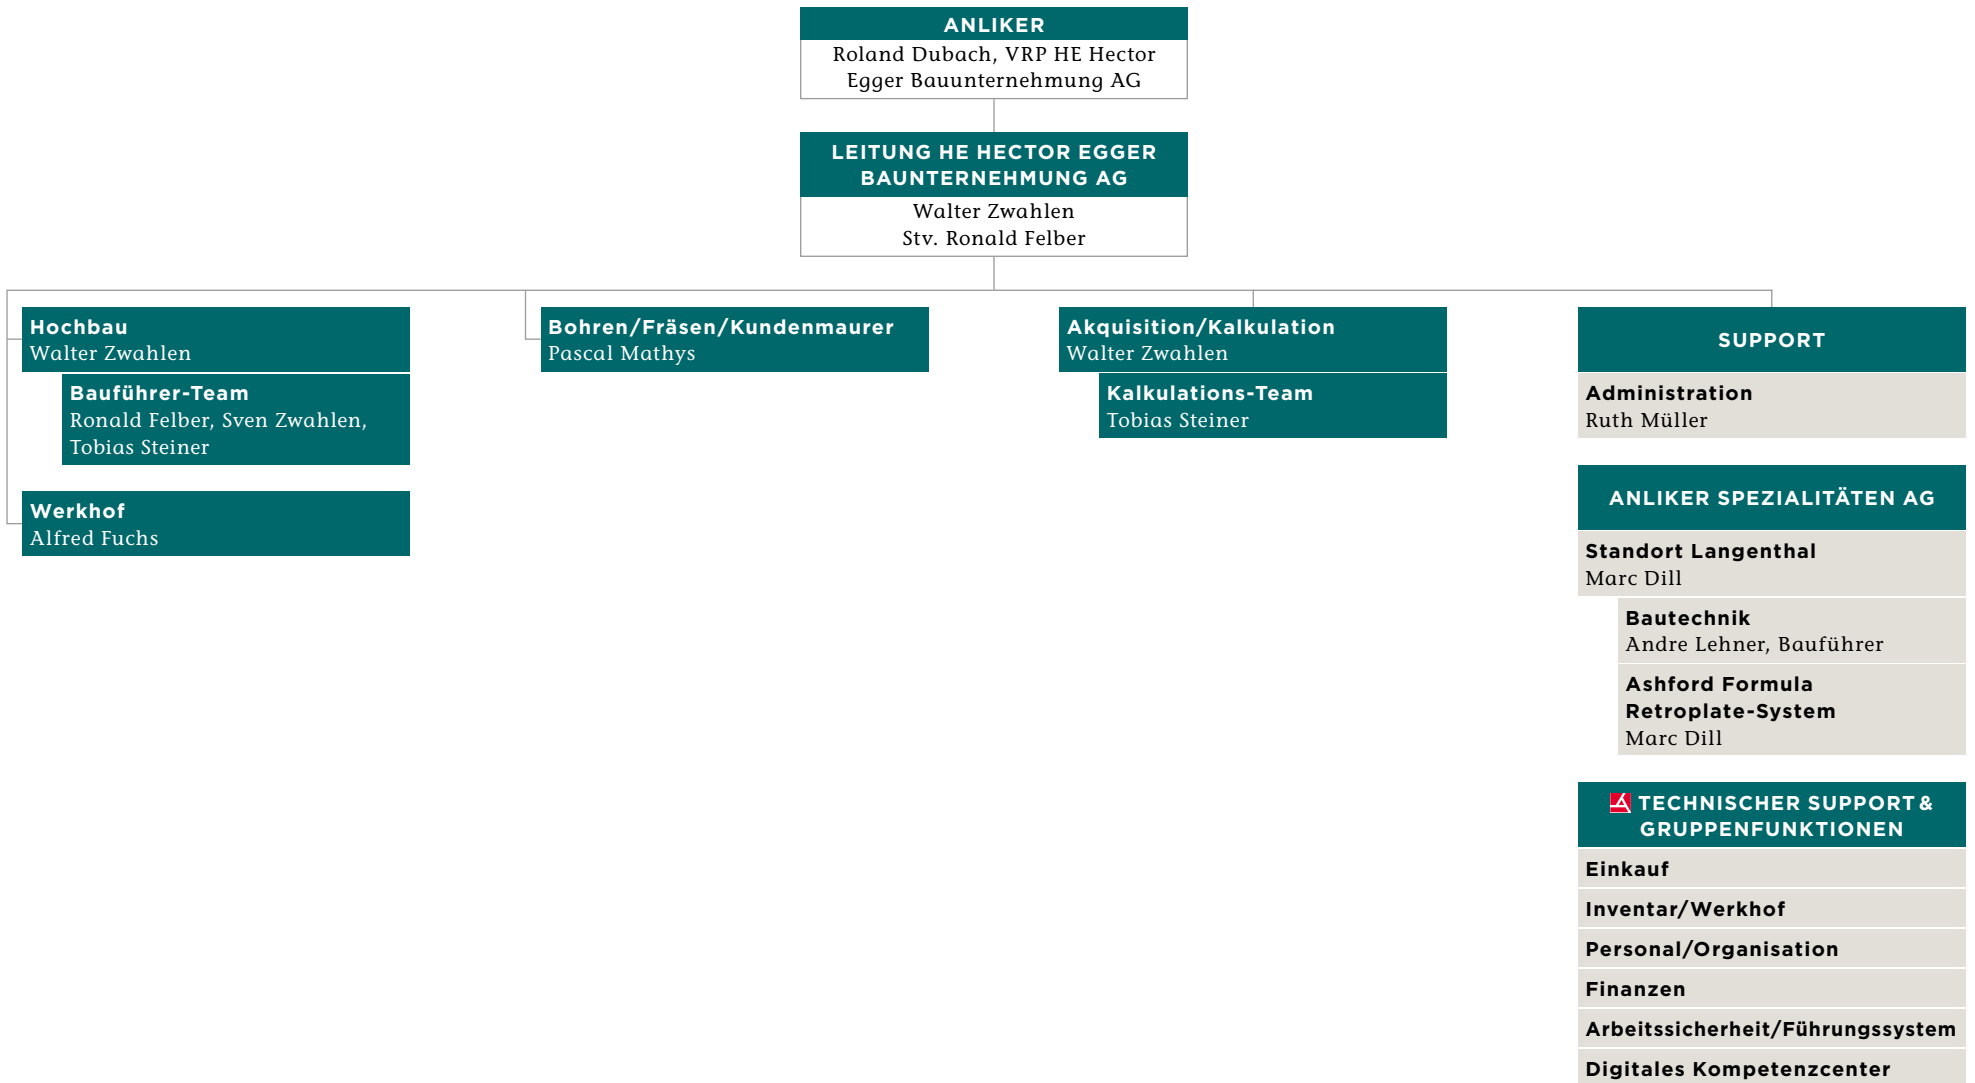 ANLIKER
Roland Dubach, VRP HE Hector
Egger Bauunternehmung AG
LEITUNG HE HECTOR EGGER
BAUNTERNEHMUNG AG
Walter Zwahlen
Stv. Ronald Felber
Hochbau
Walter Zwahlen
Bauführer-Team
Ronald Felber, Sven Zwahlen,
Tobias Steiner
Werkhof
Alfred Fuchs
Bohren/Fräsen/Kundenmaurer
Pascal Mathys
Akquisition/Kalkulation
Walter Zwahlen
Kalkulations-Team
Tobias Steiner
SUPPORT
Administration
Ruth Müller
ANLIKER SPEZIALITÄTEN AG
Standort Langenthal
Marc Dill
Bautechnik
Andre Lehner, Bauführer
Ashford Formula
Retroplate-System
Marc Dill
TECHNISCHER SUPPORT &
GRUPPENFUNKTIONEN
Einkauf
Inventar/Werkhof
Personal/Organisation
Finanzen
Arbeitssicherheit/Führungssystem
Digitales Kompetenzcenter